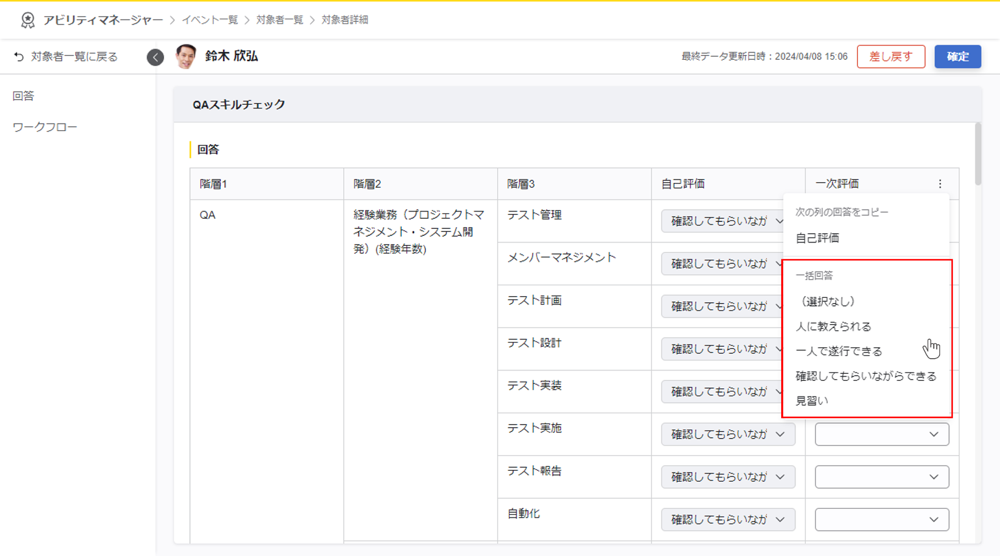 アビリティマネージャー > イベント一覧 > 対象者一覧 > 対象者詳細
対象者一覧に戻る
鈴木 欣弘
最終データ更新日時：2024/04/08 15:06
差し戻す
確定
回答
ワークフロー
QAスキルチェック
回答
階層1
階層2
階層3
自己評価
一次評価
QA
経験業務（プロジェクトマ
ネジメント・システム開
発）(経験年数)
テスト管理
確認してもらいなが
メンバーマネジメント
確認してもらいなが
テスト計画
確認してもらいなが
テスト設計
確認してもらいなが
テスト実装
確認してもらいなが
テスト実施
確認してもらいなが
テスト報告
確認してもらいなが
自動化
確認してもらいなが
次の列の回答をコピー
自己評価
一括回答
（選択なし）
人に教えられる
一人で遂行できる
確認してもらいながらできる
見習い